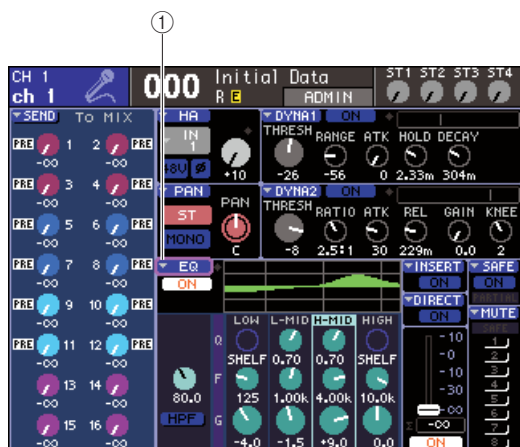 ①
CH 1
ch 1
000
Initial Data
R E
ADMIN
ST1 ST2 ST3 ST4
SEND TO MIX
PRE 1 2 PRE
-∞ -∞
PRE 3 4 PRE
-∞ -∞
PRE 5 6 PRE
-∞ -∞
PRE 7 8 PRE
-∞ -∞
PRE 9 10 PRE
-∞ -∞
PRE 11 12 PRE
-∞ -∞
13 14
-∞ -∞
15 16
-∞ -∞
HA
IN
1
48V Ø
+10
PAN
ST
MONO
PAN
C
DYNA1 ON
THRESH RANGE ATK HOLD DECAY
-26 -56 0 2.33m 304m
DYNA2 ON
THRESH RATIO ATK REL GAIN KNEE
-8 2.5:1 30 229m 0.0 2
EQ
ON
LOW L-MID H-MID HIGH
Q
SHELF 0.70 0.70 SHELF
F
125 1.00k 4.00k 10.0k
G
-4.0 -1.5 +9.0 0.0
80.0
HPF
INSERT
ON
DIRECT
ON
-10
-0
-10
-30
-∞
Σ -∞
ON
SAFE
ON
PARTIAL
MUTE
SAFE
1
2
3
4
5
6
7
8